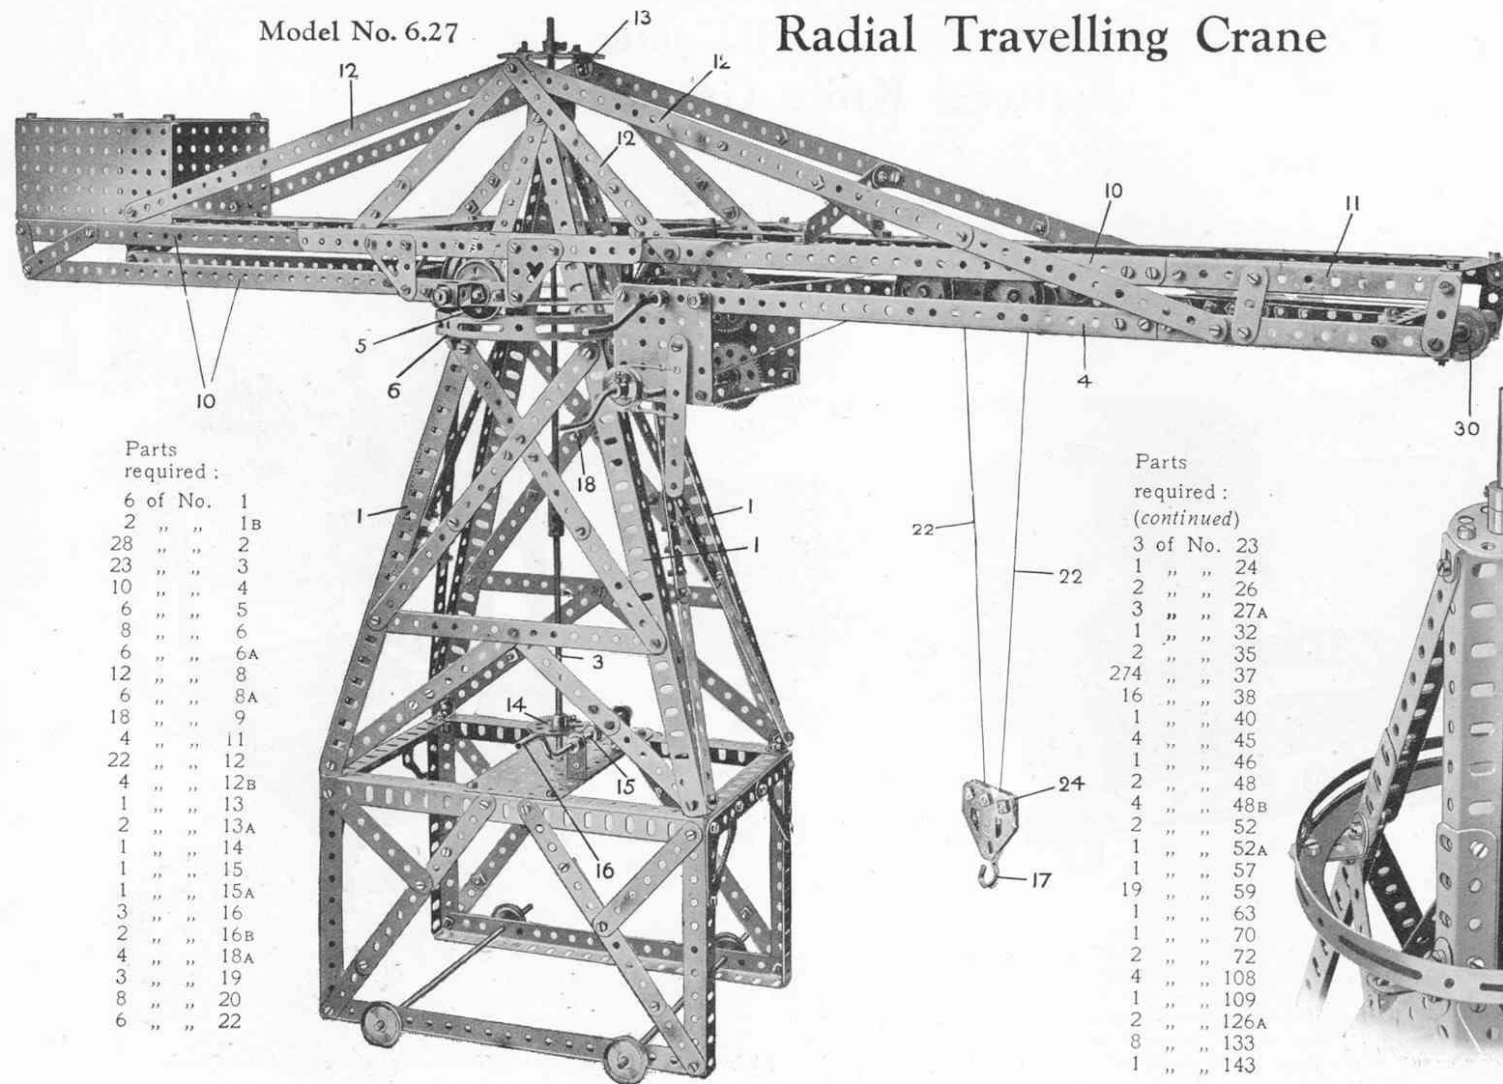 Model No. 6.27
Radial Travelling Crane
13
12
12
12
10
11
5
6
10
4
30
18
1
1
1
22
22
3
14
15
16
24
17
Parts
required :
6 of No. 1
2 ,, ,, 1B
28 ,, ,, 2
23 ,, ,, 3
10 ,, ,, 4
6 ,, ,, 5
8 ,, ,, 6
6 ,, ,, 6A
12 ,, ,, 8
6 ,, ,, 8A
18 ,, ,, 9
4 ,, ,, 11
22 ,, ,, 12
4 ,, ,, 12B
1 ,, ,, 13
2 ,, ,, 13A
1 ,, ,, 14
1 ,, ,, 15
1 ,, ,, 15A
3 ,, ,, 16
2 ,, ,, 16B
4 ,, ,, 18A
3 ,, ,, 19
8 ,, ,, 20
6 ,, ,, 22
Parts
required :
(continued)
3 of No. 23
1 ,, ,, 24
2 ,, ,, 26
3 ,, ,, 27A
1 ,, ,, 32
2 ,, ,, 35
274 ,, ,, 37
16 ,, ,, 38
1 ,, ,, 40
4 ,, ,, 45
1 ,, ,, 46
2 ,, ,, 48
4 ,, ,, 48B
2 ,, ,, 52
1 ,, ,, 52A
1 ,, ,, 57
19 ,, ,, 59
1 ,, ,, 63
1 ,, ,, 70
2 ,, ,, 72
4 ,, ,, 108
1 ,, ,, 109
2 ,, ,, 126A
8 ,, ,, 133
1 ,, ,, 143